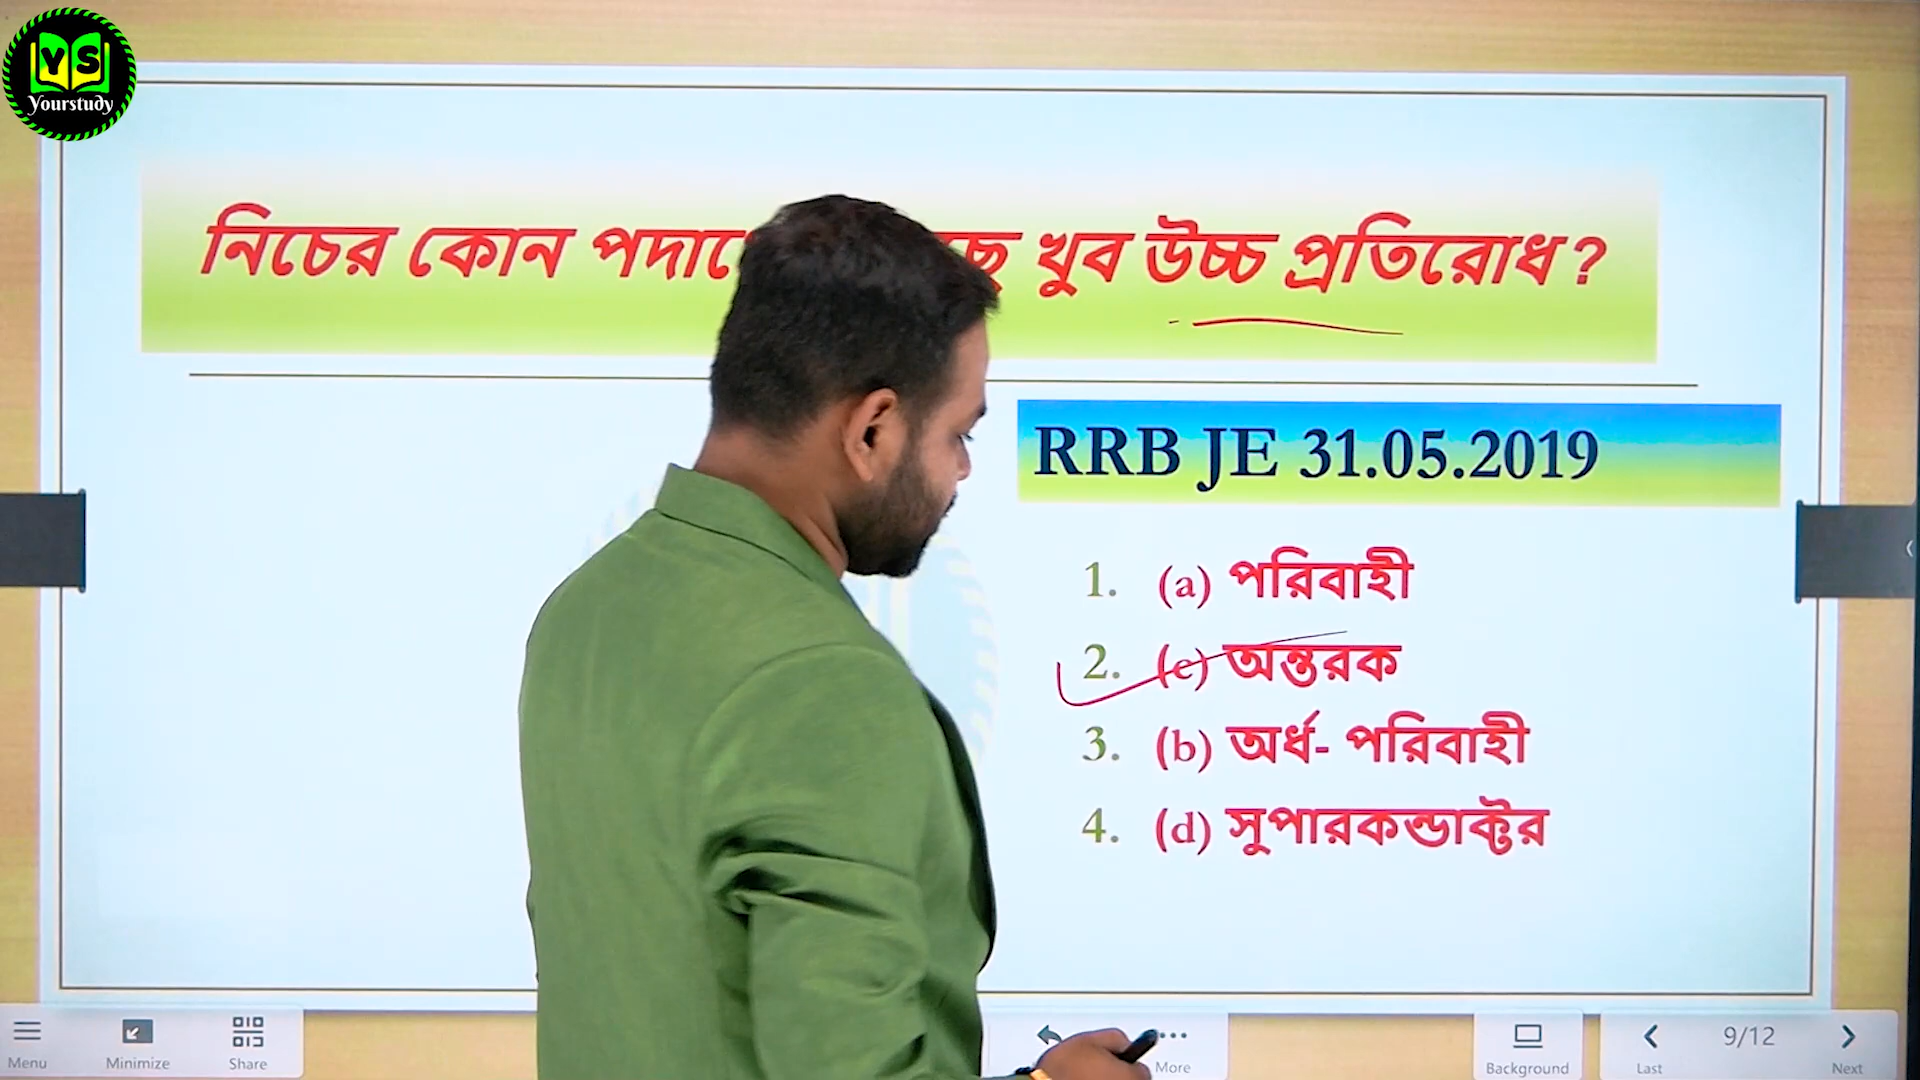 YS
Yourstudy
নিচের কোন খুব উচ্চ প্রতিরোধ?
RRB JE 31.05.2019
1. (a) পরিবাহী
2. (c) অন্তরক
3. (b) অর্ধ- পরিবাহী
4. (d) সুপারকন্ডাক্টর
Menu
Minimize
Share
More
Background
Last
9/12
Next